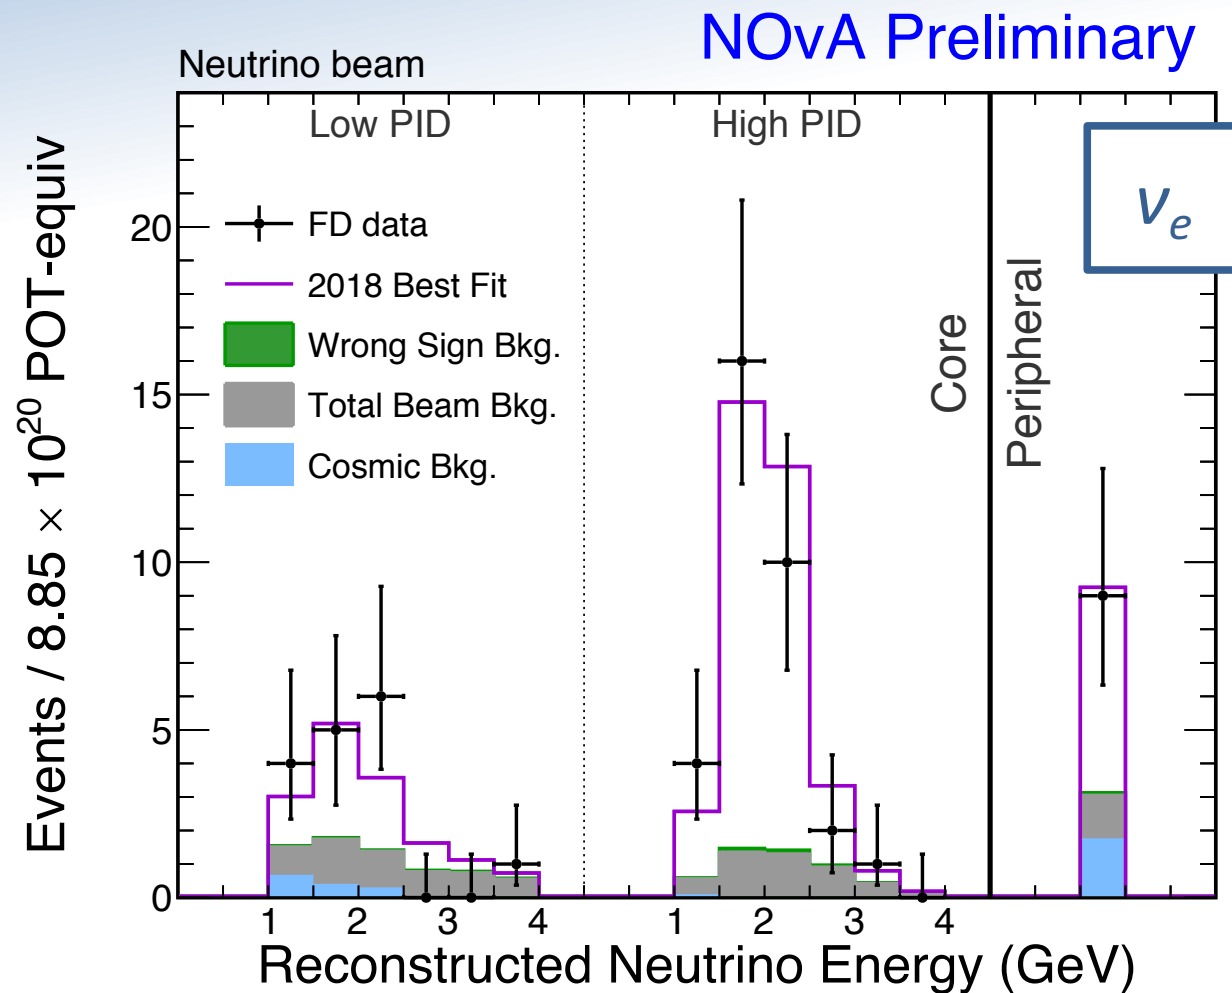 NOvA Preliminary
Neutrino beam
Low PID
High PID
ν_e
FD data
2018 Best Fit
Wrong Sign Bkg.
Total Beam Bkg.
Cosmic Bkg.
Core
Peripheral
Events / 8.85 × 10²⁰ POT-equiv
20
15
10
5
0
1 2 3 4 1 2 3 4
Reconstructed Neutrino Energy (GeV)